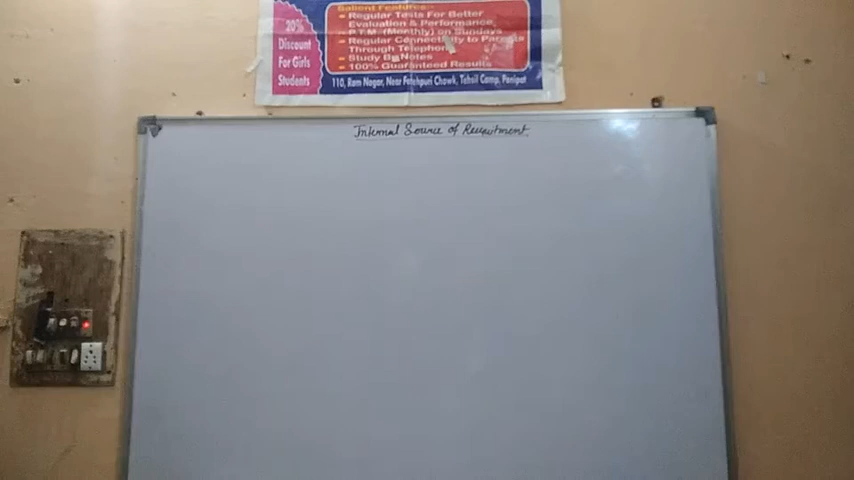 Salient Features:-
Regular Tests For Better
Evaluation & Performance
P.T.M. (Monthly) on Sundays
Regular Connectivity to Parents
Through Telephone
Study Notes
100% Guaranteed Results
20%
Discount
For Girls
Students
110, Ram Nagar, Near Fatehpuri Chowk, Tehsil Camp, Panipat
Internal Source of Recruitment